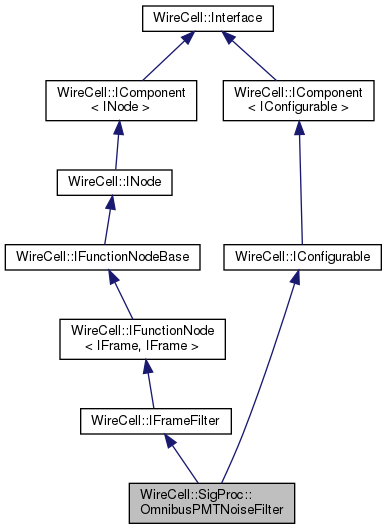 WireCell::Interface
WireCell::IComponent
< INode >
WireCell::IComponent
< IConfigurable >
WireCell::INode
WireCell::IFunctionNodeBase
WireCell::IConfigurable
WireCell::IFunctionNode
< IFrame, IFrame >
WireCell::IFrameFilter
WireCell::SigProc::
OmnibusPMTNoiseFilter